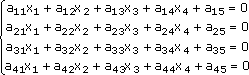 a₁₁x₁ + a₁₂x₂ + a₁₃x₃ + a₁₄x₄ + a₁₅ = 0
a₂₁x₁ + a₂₂x₂ + a₂₃x₃ + a₂₄x₄ + a₂₅ = 0
a₃₁x₁ + a₃₂x₂ + a₃₃x₃ + a₃₄x₄ + a₃₅ = 0
a₄₁x₁ + a₄₂x₂ + a₄₃x₃ + a₄₄x₄ + a₄₅ = 0